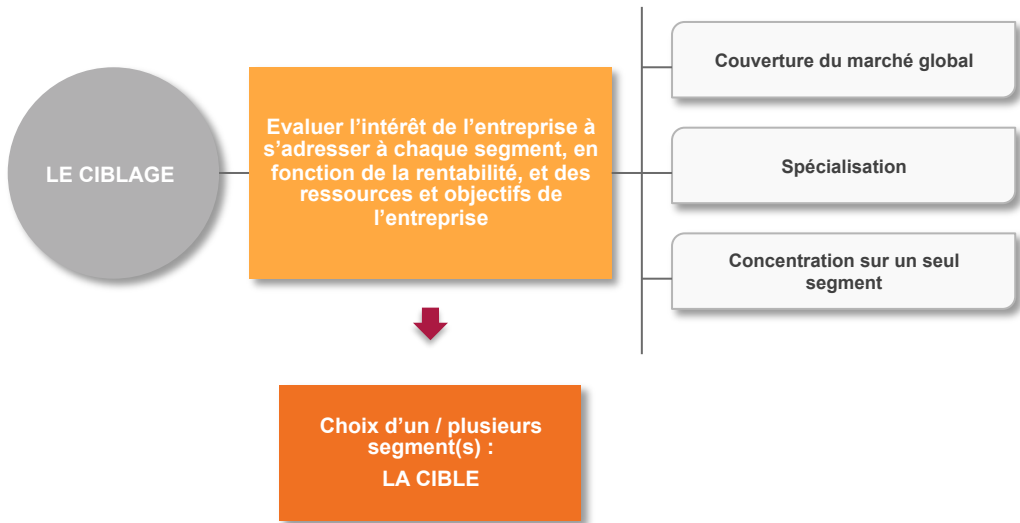 LE CIBLAGE
Evaluer l’intérêt de l’entreprise à
s’adresser à chaque segment, en
fonction de la rentabilité, et des
ressources et objectifs de
l’entreprise
Couverture du marché global
Spécialisation
Concentration sur un seul
segment
Choix d’un / plusieurs
segment(s) :
LA CIBLE